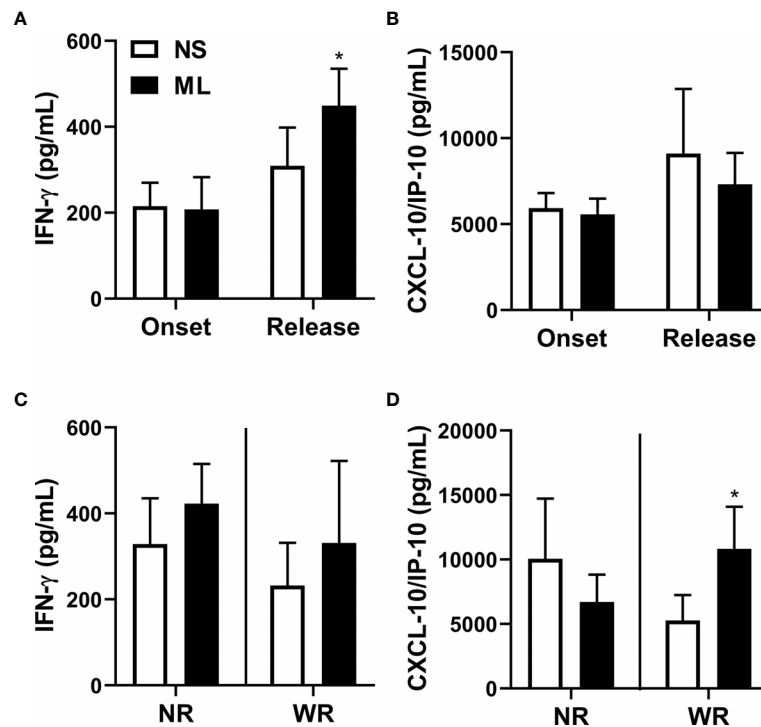 A
IFN-γ (pg/mL)
600
400
200
0
NS
ML
*
Onset Release
B
CXCL-10/IP-10 (pg/mL)
15000
10000
5000
0
Onset Release
C
IFN-γ (pg/mL)
600
400
200
0
NR WR
D
CXCL-10/IP-10 (pg/mL)
20000
15000
10000
5000
0
*
NR WR